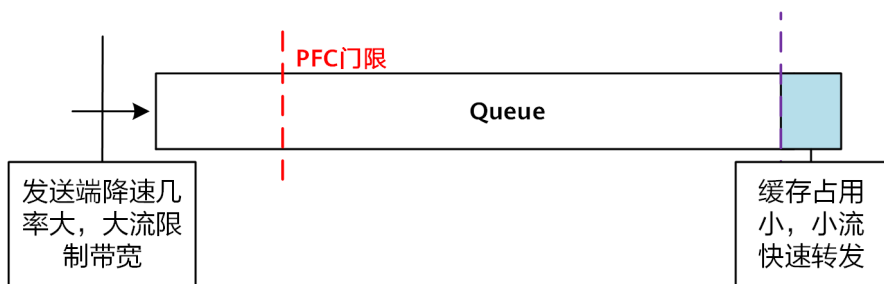 PFC门限
Queue
发送端降速几
率大，大流限
制带宽
缓存占用
小，小流
快速转发